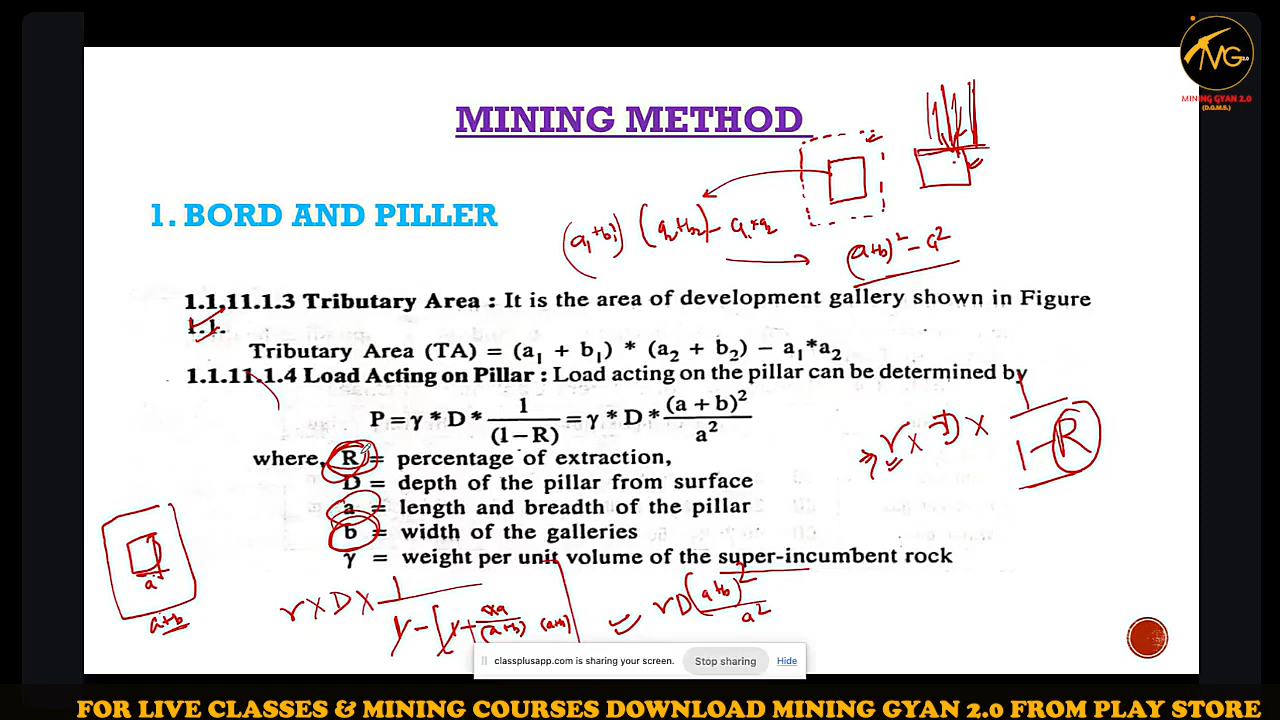 MINING METHOD
MG 2.0
MINING GYAN 2.0
(D.G.M.S.)
1. BORD AND PILLER
(a₁+b₁) (a₂+b₂) - a₁*a₂
(a+b)² - a²
1.1.11.1.3 Tributary Area : It is the area of development gallery shown in Figure
1.1.
Tributary Area (TA) = (a₁ + b₁) * (a₂ + b₂) − a₁*a₂
1.1.11.1.4 Load Acting on Pillar : Load acting on the pillar can be determined by
P = γ * D * 1/(1−R) = γ * D * (a + b)²/a²
⇒ γ × D × 1/1-R
where, R = percentage of extraction,
D = depth of the pillar from surface
a = length and breadth of the pillar
b = width of the galleries
γ = weight per unit volume of the super-incumbent rock
a
a+b
γD (a+b)²/a²
classplusapp.com is sharing your screen. Stop sharing Hide
FOR LIVE CLASSES & MINING COURSES DOWNLOAD MINING GYAN 2.0 FROM PLAY STORE